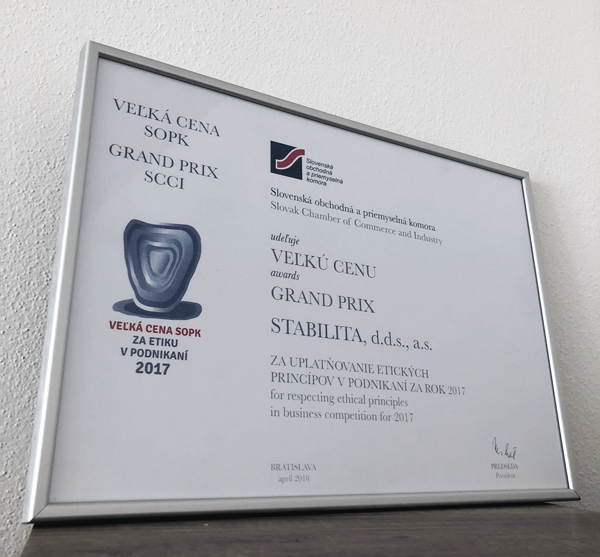 VEĽKÁ CENA
SOPK
GRAND PRIX
SCCI
VEĽKÁ CENA SOPK
ZA ETIKU
V PODNIKANÍ
2017
Slovenská
obchodná
a priemyselná
komora
Slovenská obchodná a priemyselná komora
Slovak Chamber of Commerce and Industry
udeľuje
VEĽKÚ CENU
awards
GRAND PRIX
STABILITA, d.d.s., a.s.
ZA UPLATŇOVANIE ETICKÝCH
PRINCÍPOV V PODNIKANÍ ZA ROK 2017
for respecting ethical principles
in business competition for 2017
BRATISLAVA
apríl 2018
PREDSEDA
President